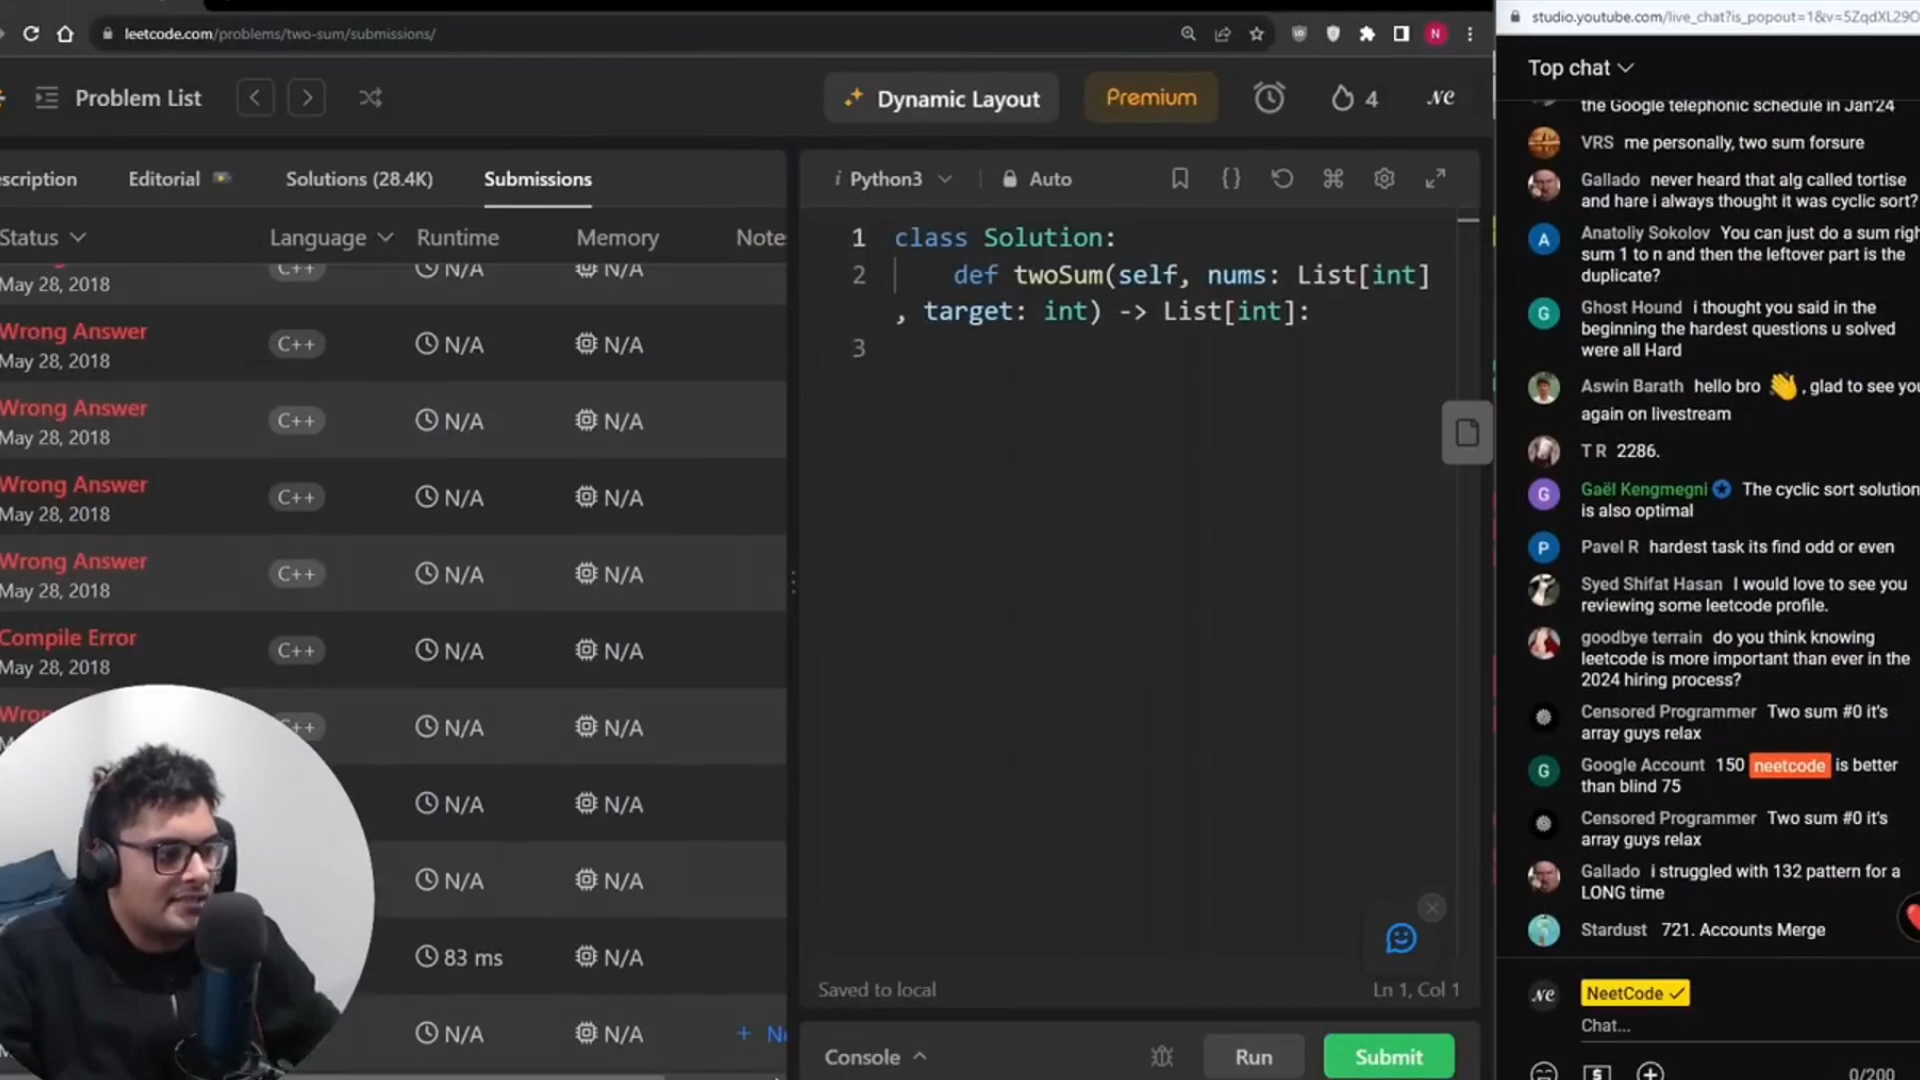 leetcode.com/problems/two-sum/submissions/
N
studio.youtube.com/live_chat?is_popout=1&v=5ZqdXL29O
Problem List
Dynamic Layout
Premium
4
NC
Top chat
escription
Editorial
Solutions (28.4K)
Submissions
Status
Language
Runtime
Memory
Notes
May 28, 2018
C++
N/A
N/A
Wrong Answer
May 28, 2018
C++
N/A
N/A
Wrong Answer
May 28, 2018
C++
N/A
N/A
Wrong Answer
May 28, 2018
C++
N/A
N/A
Wrong Answer
May 28, 2018
C++
N/A
N/A
Compile Error
May 28, 2018
C++
N/A
N/A
Wron
C++
N/A
N/A
N/A
N/A
N/A
N/A
83 ms
N/A
N/A
N/A
+ No
i Python3
Auto
{}
1 class Solution:
2 def twoSum(self, nums: List[int]
, target: int) -> List[int]:
3
Saved to local
Ln 1, Col 1
Console
Run
Submit
the Google telephonic schedule in Jan'24
VRS me personally, two sum forsure
Gallado never heard that alg called tortise
and hare i always thought it was cyclic sort?
A
Anatoliy Sokolov You can just do a sum righ
sum 1 to n and then the leftover part is the
duplicate?
G
Ghost Hound i thought you said in the
beginning the hardest questions u solved
were all Hard
Aswin Barath hello bro 👋, glad to see you
again on livestream
T R 2286.
G
Gaël Kengmegni The cyclic sort solution
is also optimal
P
Pavel R hardest task its find odd or even
Syed Shifat Hasan I would love to see you
reviewing some leetcode profile.
goodbye terrain do you think knowing
leetcode is more important than ever in the
2024 hiring process?
Censored Programmer Two sum #0 it's
array guys relax
G
Google Account 150 neetcode is better
than blind 75
Censored Programmer Two sum #0 it's
array guys relax
Gallado i struggled with 132 pattern for a
LONG time
Stardust 721. Accounts Merge
NC
NeetCode
Chat...
0/200